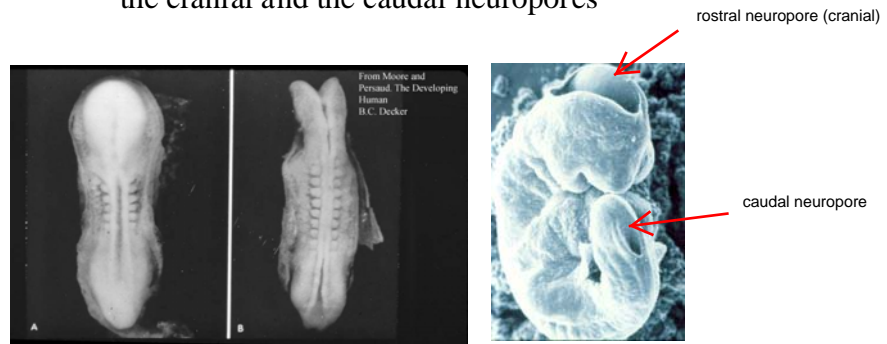 the cranial and the caudal neuropores
rostral neuropore (cranial)
From Moore and
Persaud. The Developing
Human
B.C. Decker
caudal neuropore
A
B